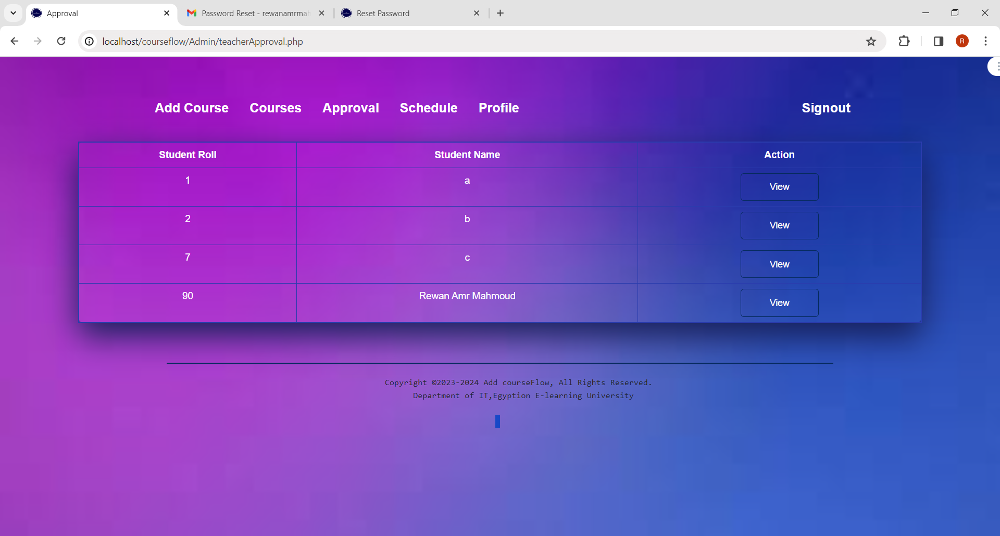 Approval
Password Reset - rewanamrmah
Reset Password
localhost/courseflow/Admin/teacherApproval.php
R
Add Course Courses Approval Schedule Profile Signout
Student Roll Student Name Action
1 a View
2 b View
7 c View
90 Rewan Amr Mahmoud View
Copyright ©2023-2024 Add courseFlow, All Rights Reserved.
Department of IT,Egyption E-learning University